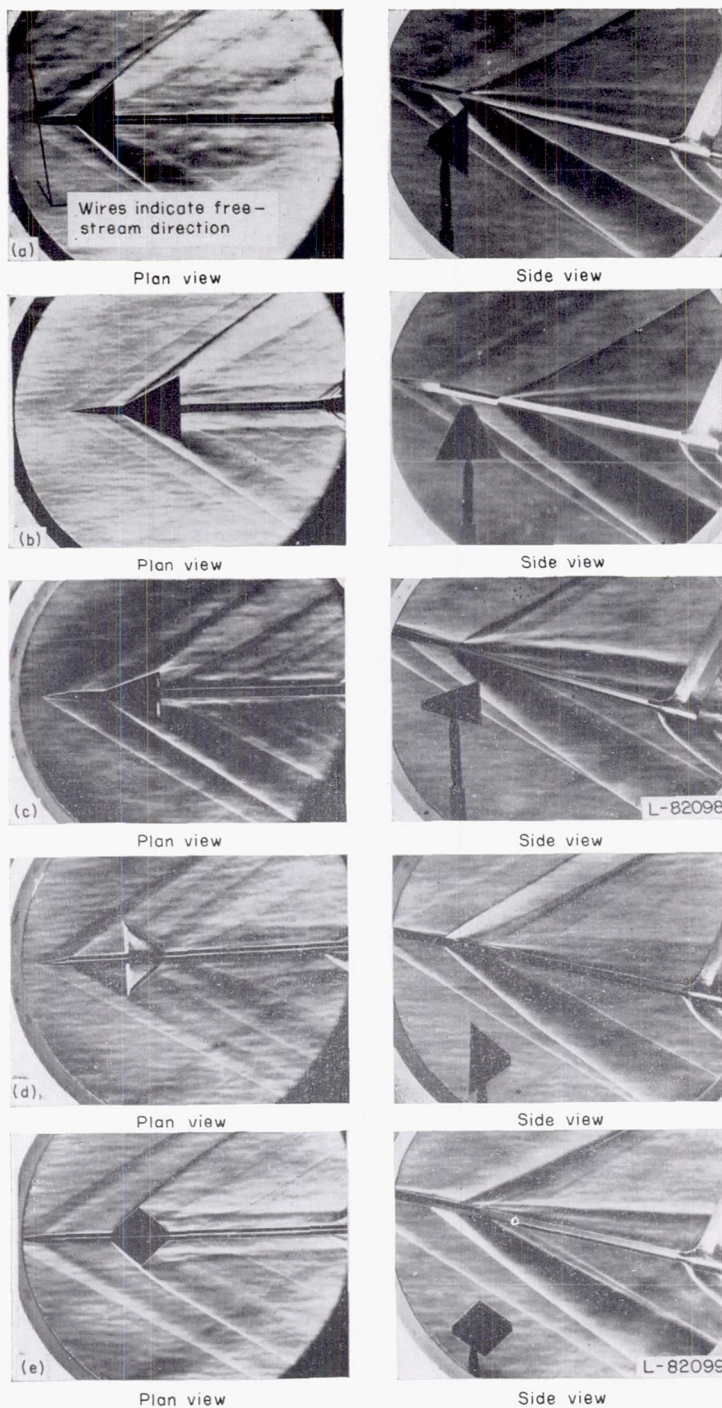 Wires indicate free-
stream direction
(a)
Plan view
Side view
(b)
Plan view
Side view
(c)
L-82098
Plan view
Side view
(d)
Plan view
Side view
(e)
L-82099
Plan view
Side view